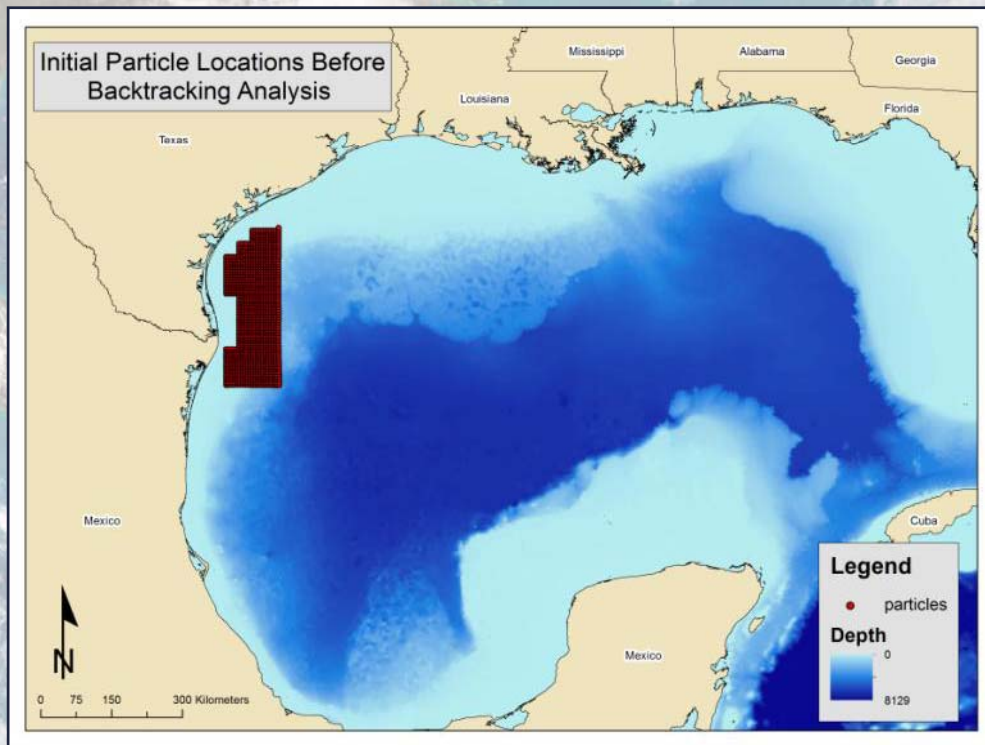 Initial Particle Locations Before
Backtracking Analysis
Mississippi
Alabama
Georgia
Louisiana
Florida
Texas
Mexico
Cuba
Mexico
Legend
particles
Depth
0
8129
N
0 75 150 300 Kilometers